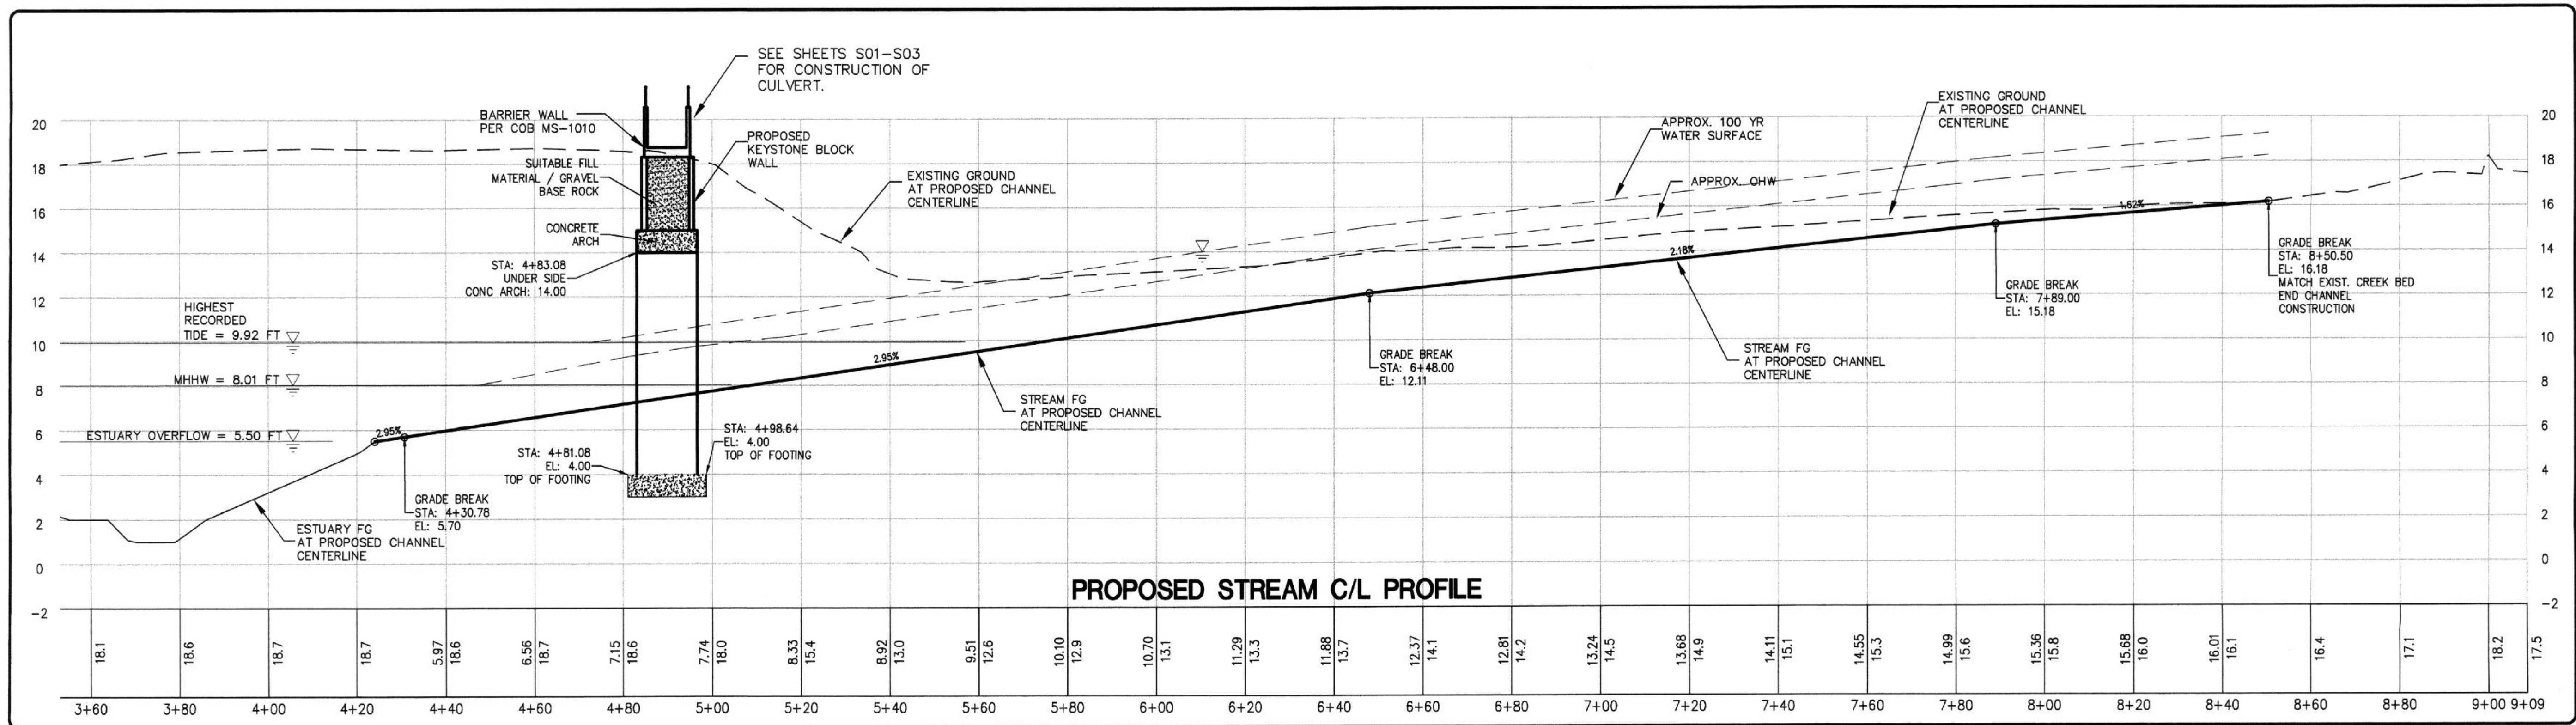 SEE SHEETS S01-S03
FOR CONSTRUCTION OF
CULVERT.
BARRIER WALL
PER COB MS-1010
PROPOSED
KEYSTONE BLOCK
WALL
SUITABLE FILL
MATERIAL / GRAVEL
BASE ROCK
CONCRETE
ARCH
STA: 4+83.08
UNDER SIDE
CONC ARCH: 14.00
EXISTING GROUND
AT PROPOSED CHANNEL
CENTERLINE
APPROX. 100 YR
WATER SURFACE
APPROX. OHW
EXISTING GROUND
AT PROPOSED CHANNEL
CENTERLINE
20
18
16
14
12
10
8
6
4
2
0
-2
20
18
16
14
12
10
8
6
4
2
0
-2
HIGHEST
RECORDED
TIDE = 9.92 FT
MHHW = 8.01 FT
ESTUARY OVERFLOW = 5.50 FT
2.95%
2.95%
2.18%
1.62%
GRADE BREAK
STA: 4+30.78
EL: 5.70
ESTUARY FG
AT PROPOSED CHANNEL
CENTERLINE
STA: 4+81.08
EL: 4.00
TOP OF FOOTING
STA: 4+98.64
EL: 4.00
TOP OF FOOTING
STREAM FG
AT PROPOSED CHANNEL
CENTERLINE
GRADE BREAK
STA: 6+48.00
EL: 12.11
STREAM FG
AT PROPOSED CHANNEL
CENTERLINE
GRADE BREAK
STA: 7+89.00
EL: 15.18
GRADE BREAK
STA: 8+50.50
EL: 16.18
MATCH EXIST. CREEK BED
END CHANNEL
CONSTRUCTION
PROPOSED STREAM C/L PROFILE
18.1
18.6
18.7
18.7
5.97
18.6
6.56
18.7
7.15
18.6
7.74
18.0
8.33
15.4
8.92
13.0
9.51
12.6
10.10
12.9
10.70
13.1
11.29
13.3
11.88
13.7
12.37
14.1
12.81
14.2
13.24
14.5
13.68
14.9
14.11
15.1
14.55
15.3
14.99
15.6
15.36
15.8
15.68
16.0
16.01
16.1
16.4
17.1
18.2
17.5
3+60 3+80 4+00 4+20 4+40 4+60 4+80 5+00 5+20 5+40 5+60 5+80 6+00 6+20 6+40 6+60 6+80 7+00 7+20 7+40 7+60 7+80 8+00 8+20 8+40 8+60 8+80 9+00 9+09